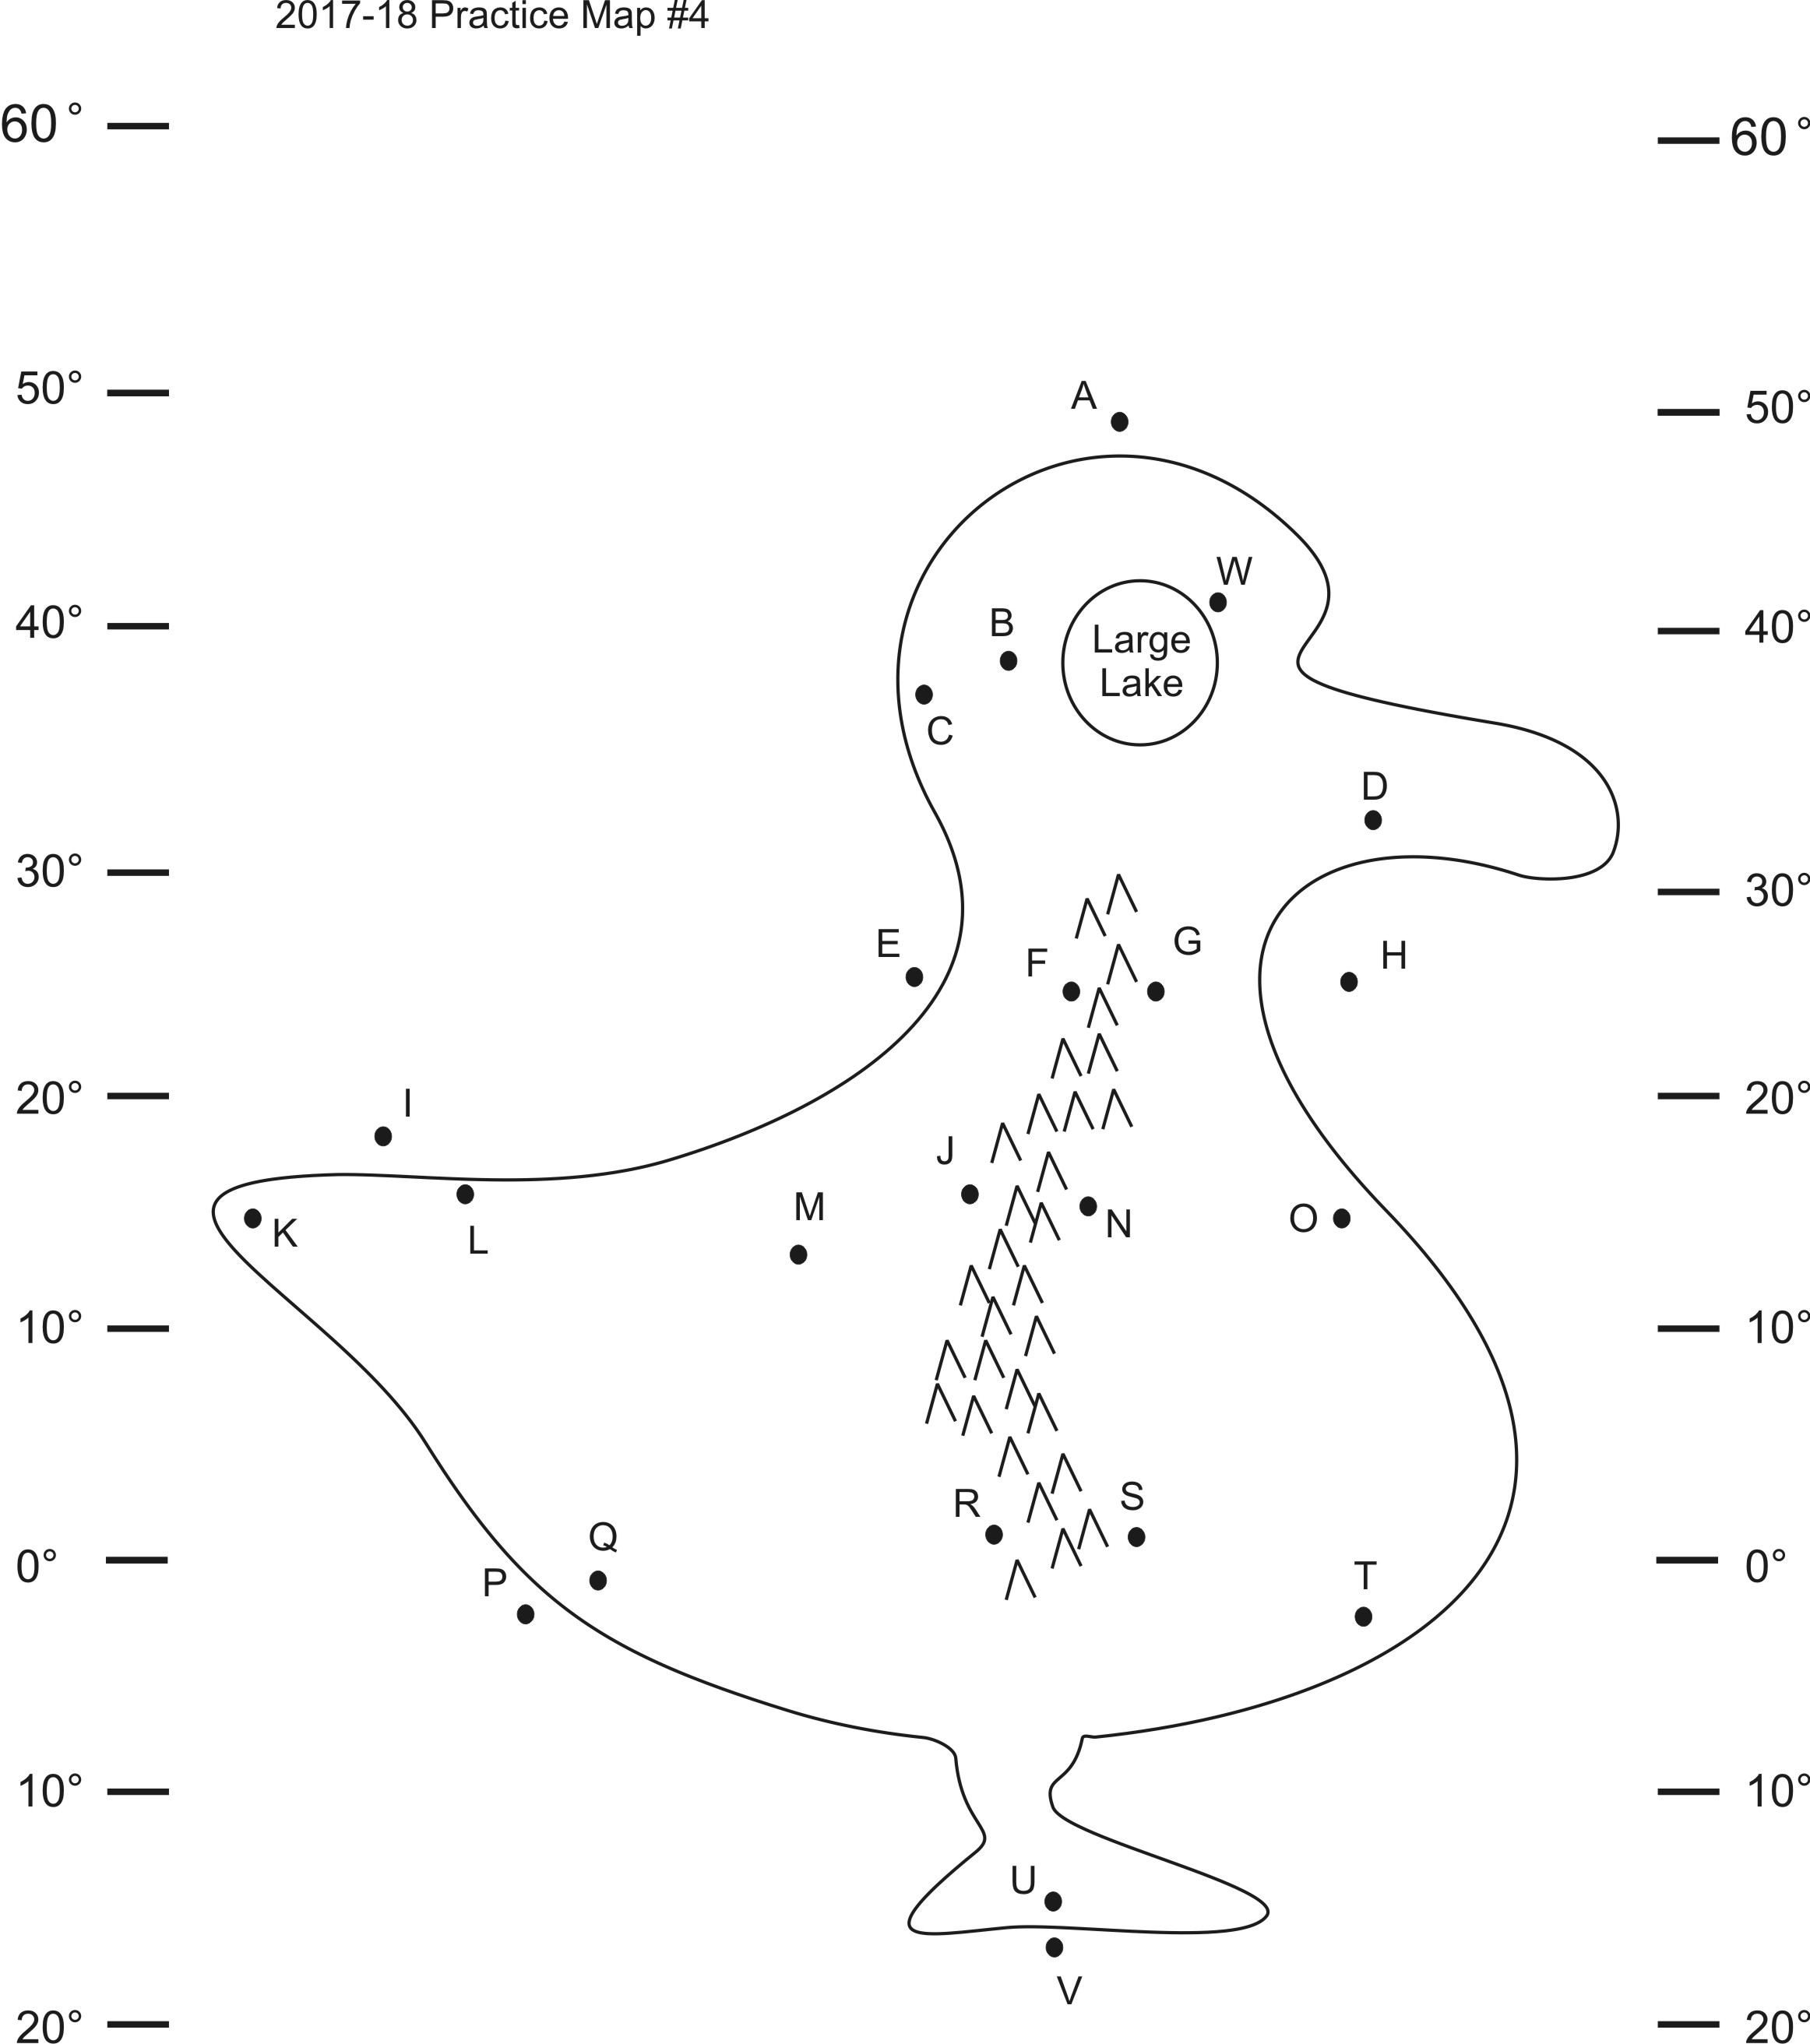 2017-18 Practice Map #4
60° 60°
50° 50°
A
W
40° 40°
B
Large
Lake
C
D
30° 30°
E
F
G
H
20° 20°
I
J
M
K
L
N
O
10° 10°
R
S
Q
0° 0°
P
T
10° 10°
U
V
20° 20°